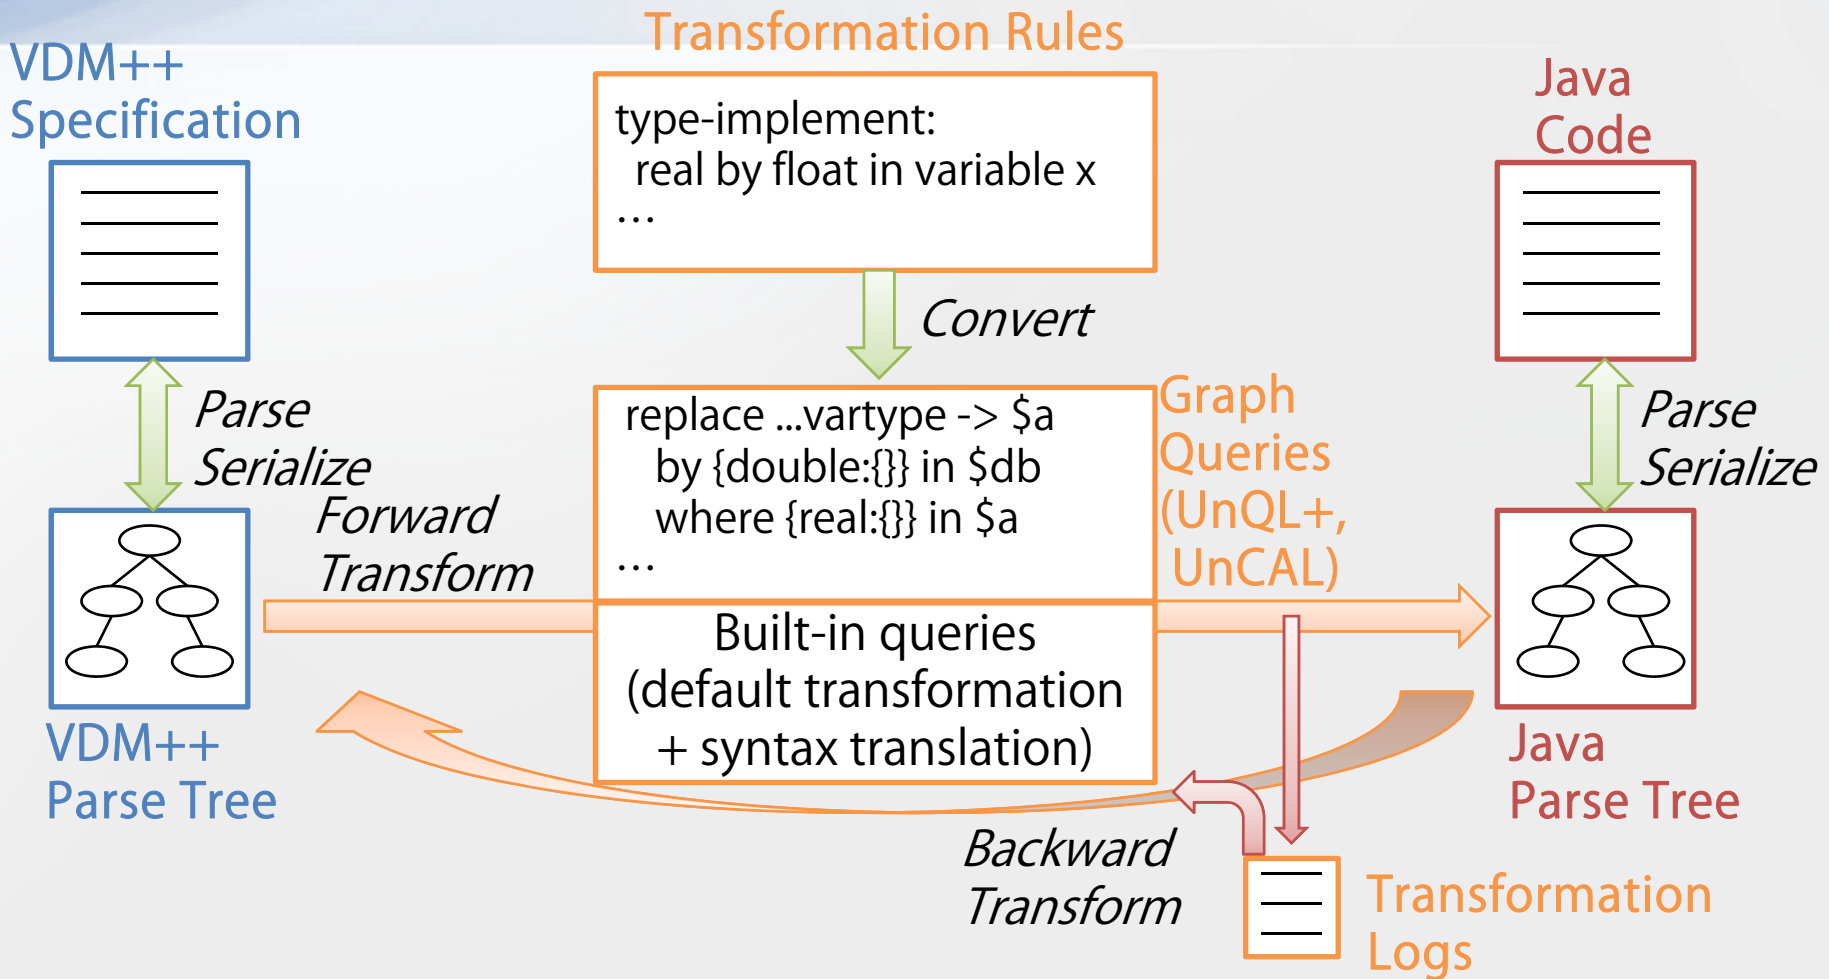 Transformation Rules
VDM++
Specification
type-implement:
real by float in variable x
...
Java
Code
Convert
Parse
Serialize
replace ...vartype -> $a
by {double:{}} in $db
where {real:{}} in $a
...
Graph
Queries
(UnQL+,
UnCAL)
Parse
Serialize
Forward
Transform
Built-in queries
(default transformation
+ syntax translation)
VDM++
Parse Tree
Java
Parse Tree
Backward
Transform
Transformation
Logs